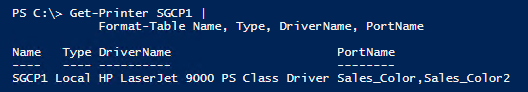 PS C:\> Get-Printer SGCP1 |
Format-Table Name, Type, DriverName, PortName
Name Type DriverName PortName
---- ---- ---------- --------
SGCP1 Local HP LaserJet 9000 PS Class Driver Sales_Color,Sales_Color2